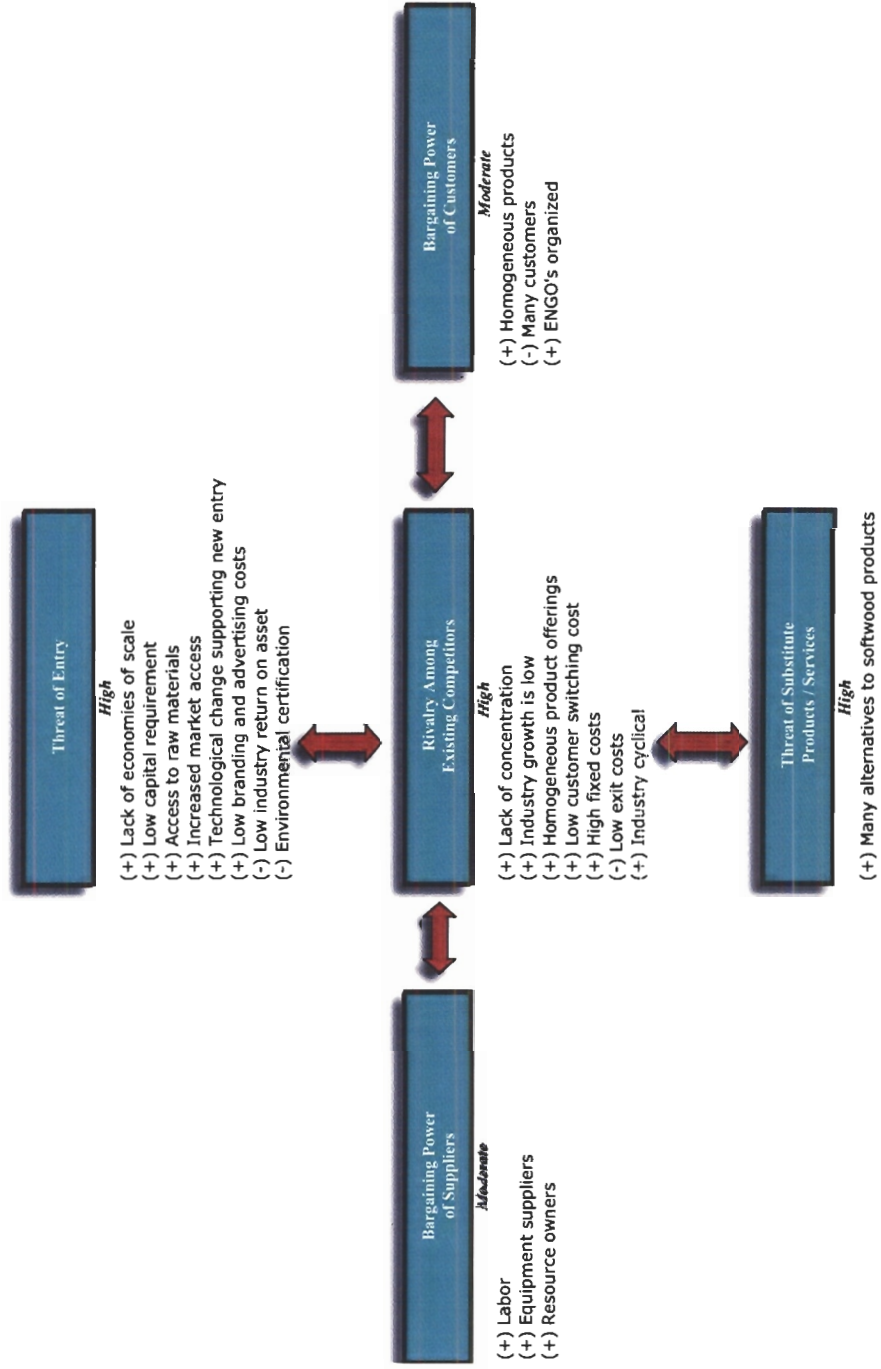 Threat of Entry
High
(+) Lack of economies of scale
(+) Low capital requirement
(+) Access to raw materials
(+) Increased market access
(+) Technological change supporting new entry
(+) Low branding and advertising costs
(-) Low industry return on asset
(-) Environmental certification
Bargaining Power
of Suppliers
Moderate
(+) Labor
(+) Equipment suppliers
(+) Resource owners
Rivalry Among
Existing Competitors
High
(+) Lack of concentration
(+) Industry growth is low
(+) Homogeneous product offerings
(+) Low customer switching cost
(+) High fixed costs
(-) Low exit costs
(+) Industry cyclical
Bargaining Power
of Customers
Moderate
(+) Homogeneous products
(-) Many customers
(+) ENGO's organized
Threat of Substitute
Products / Services
High
(+) Many alternatives to softwood products